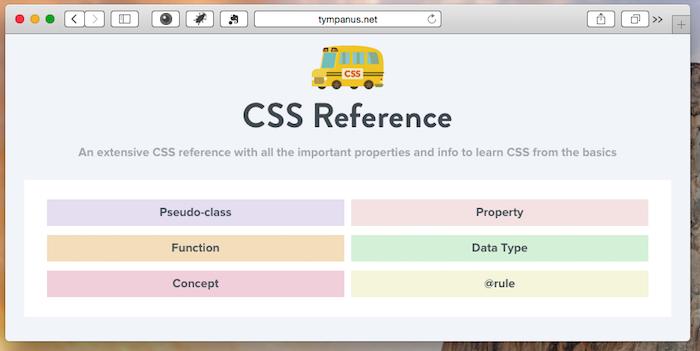 tympanus.net
CSS
CSS Reference
An extensive CSS reference with all the important properties and info to learn CSS from the basics
Pseudo-class
Property
Function
Data Type
Concept
@rule